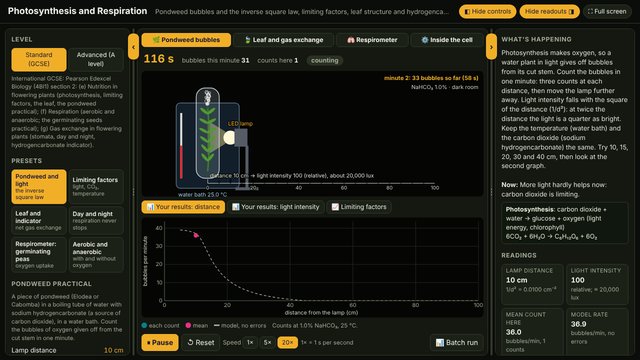 Photosynthesis and Respiration
Photosynthesis and the inverse square law, limiting factors, leaf structure and hydrogenca...
Hide controls
Hide readouts
Full screen
LEVEL
Standard (GCSE)
Advanced (A level)
International GCSE: Pearson Edexcel Biology (4BI1) section 2: (e) Nutrition in flowering plants (photosynthesis, limiting factors, the leaf, the pondweed practical); (f) Respiration (aerobic and anaerobic; the germinating seeds practical); (g) Gas exchange in flowering plants (stomata, day and night, hydrogencarbonate indicator).
PRESETS
Pondweed and light
the inverse square law
Limiting factors
light, CO₂, temperature
Leaf and indicator
net gas exchange
Day and night
respiration never stops
Respirometer: germinating peas
oxygen uptake
Aerobic and anaerobic
with and without oxygen
PONDWEED PRACTICAL
A piece of pondweed (Elodea or Cabomba) in a boiling tube of water with sodium hydrogencarbonate (a source of carbon dioxide), in a water bath. Count the bubbles of oxygen given off from the cut stem in one minute.
Lamp distance 10 cm
Pondweed bubbles
Leaf and gas exchange
Respirometer
Inside the cell
116 s
bubbles this minute 31
counts here 1
counting
minute 2: 33 bubbles so far (58 s)
NaHCO₃ 1.0% · dark room
LED lamp
distance 10 cm → light intensity 100 (relative), about 20,000 lux
100
water bath 25.0 °C
Your results: distance
Your results: light intensity
Limiting factors
bubbles per minute
40
30
20
10
0
0
20
40
60
80
100
distance from the lamp (cm)
each count
mean
model, no errors
Counts at 1.0% NaHCO₃, 25 °C.
Pause
Reset
Speed
1×
5×
20×
1× = 1 s per second
Batch run
WHAT'S HAPPENING
Photosynthesis makes oxygen, so a water plant in light gives off bubbles from its cut stem. Count the bubbles in one minute: three counts at each distance, then move the lamp further away. Light intensity falls with the square of the distance (1/d²): at twice the distance the light is a quarter as bright. Keep the temperature (water bath) and the carbon dioxide (sodium hydrogencarbonate) the same. Try 10, 15, 20, 30 and 40 cm, then look at the second graph.
Now: More light hardly helps now: carbon dioxide is limiting.
Photosynthesis: carbon dioxide + water → glucose + oxygen (light energy, chlorophyll)
6CO₂ + 6H₂O → C₆H₁₂O₆ + 6O₂
READINGS
LAMP DISTANCE
10 cm
1/d² = 0.0100 cm⁻²
LIGHT INTENSITY
100
relative; ≈ 20,000 lux
MEAN COUNT HERE
36.0
bubbles/min, 1 counts
MODEL RATE
36.9
bubbles/min, no errors